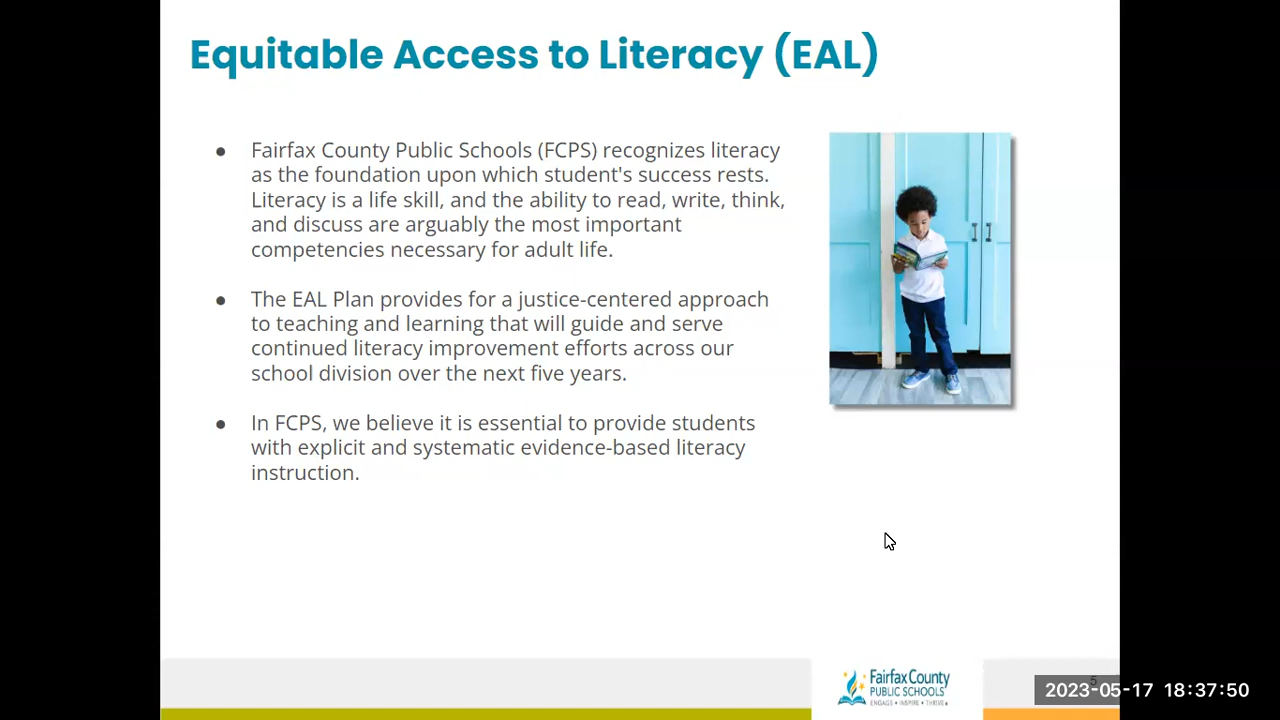 Equitable Access to Literacy (EAL)
● Fairfax County Public Schools (FCPS) recognizes literacy
as the foundation upon which student's success rests.
Literacy is a life skill, and the ability to read, write, think,
and discuss are arguably the most important
competencies necessary for adult life.
● The EAL Plan provides for a justice-centered approach
to teaching and learning that will guide and serve
continued literacy improvement efforts across our
school division over the next five years.
● In FCPS, we believe it is essential to provide students
with explicit and systematic evidence-based literacy
instruction.
Fairfax County
PUBLIC SCHOOLS
ENGAGE • INSPIRE • THRIVE
5
2023-05-17 18:37:50